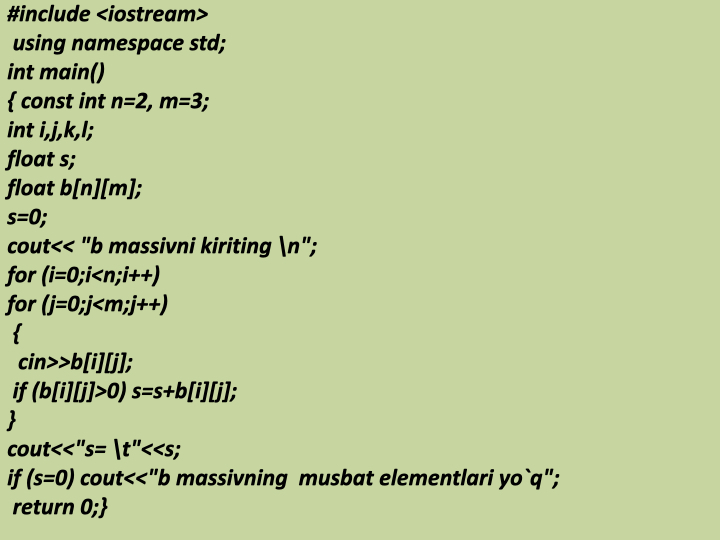 #include <iostream>
using namespace std;
int main()
{ const int n=2, m=3;
int i,j,k,l;
float s;
float b[n][m];
s=0;
cout<< "b massivni kiriting \n";
for (i=0;i<n;i++)
for (j=0;j<m;j++)
{
cin>>b[i][j];
if (b[i][j]>0) s=s+b[i][j];
}
cout<<"s= \t"<<s;
if (s=0) cout<<"b massivning  musbat elementlari yo`q";
return 0;}